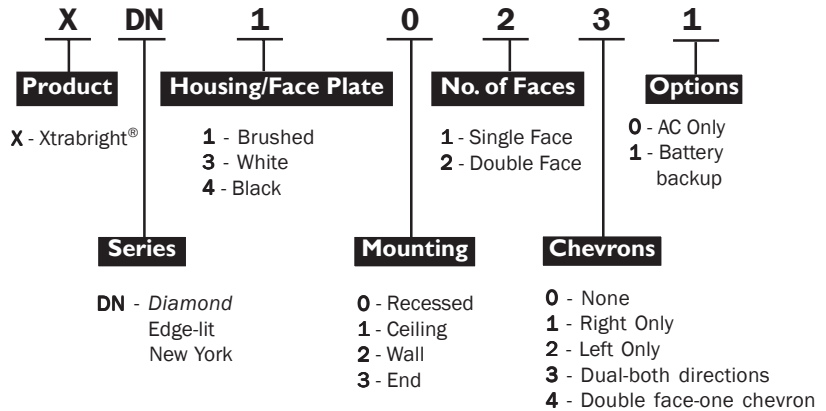 X DN 1 0 2 3 1
Product
Housing/Face Plate
No. of Faces
Options
X - Xtrabright®
1 - Brushed
3 - White
4 - Black
1 - Single Face
2 - Double Face
0 - AC Only
1 - Battery
backup
Series
Mounting
Chevrons
DN - Diamond
Edge-lit
New York
0 - Recessed
1 - Ceiling
2 - Wall
3 - End
0 - None
1 - Right Only
2 - Left Only
3 - Dual-both directions
4 - Double face-one chevron